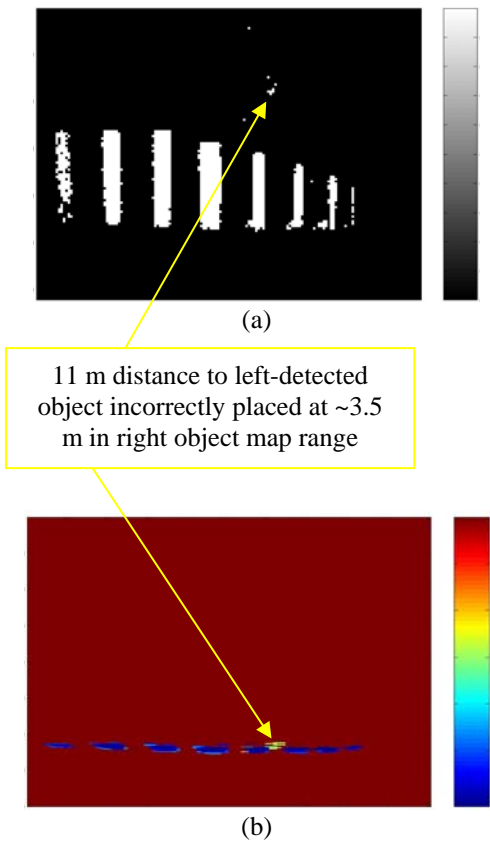 (a)
11 m distance to left-detected
object incorrectly placed at ~3.5
m in right object map range
(b)